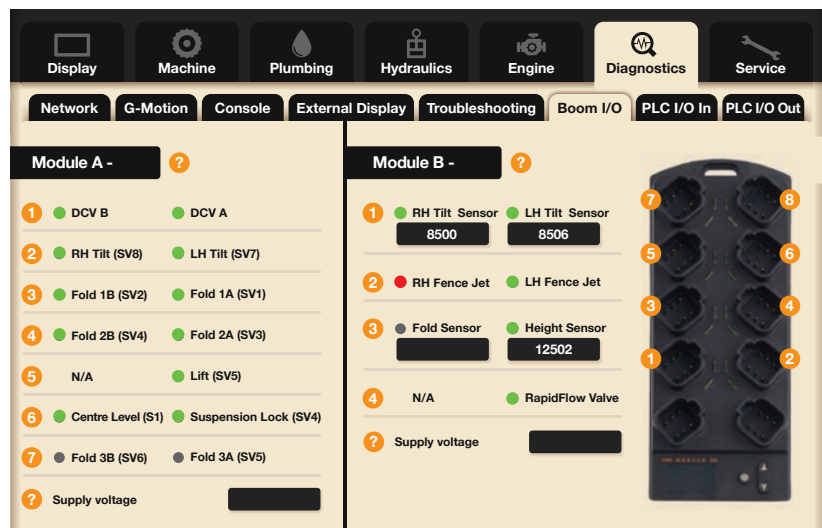 Display Machine Plumbing Hydraulics Engine Diagnostics Service
Network G-Motion Console External Display Troubleshooting Boom I/O PLC I/O In PLC I/O Out
Module A - ?
1 DCV B DCV A
2 RH Tilt (SV8) LH Tilt (SV7)
3 Fold 1B (SV2) Fold 1A (SV1)
4 Fold 2B (SV4) Fold 2A (SV3)
5 N/A Lift (SV5)
6 Centre Level (S1) Suspension Lock (SV4)
7 Fold 3B (SV6) Fold 3A (SV5)
? Supply voltage
Module B - ?
1 RH Tilt Sensor LH Tilt Sensor
8500 8506
2 RH Fence Jet LH Fence Jet
3 Fold Sensor Height Sensor
12502
4 N/A RapidFlow Valve
? Supply voltage
7 8
5 6
3 4
1 2